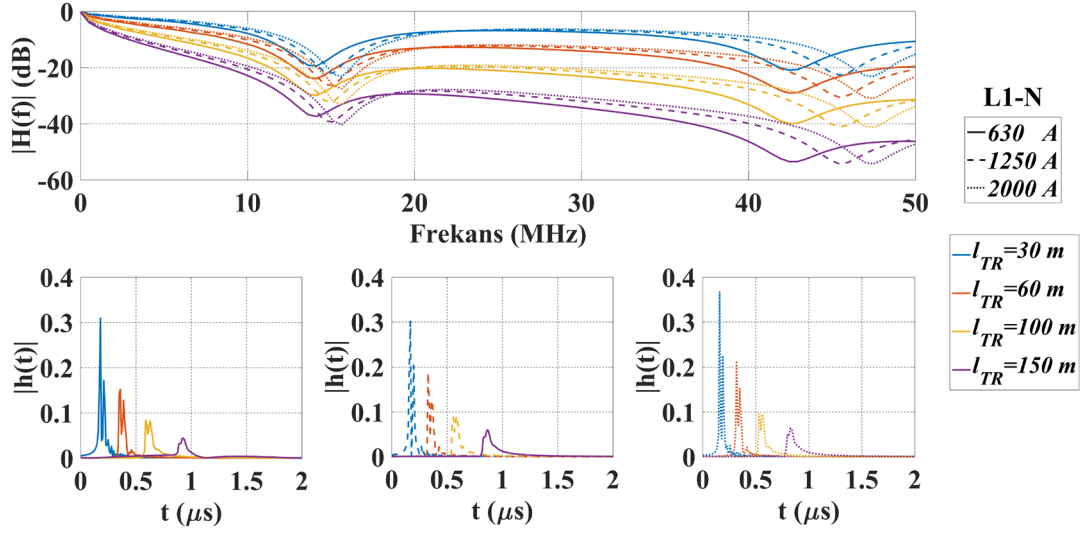 0
-20
-40
-60
|H(f)| (dB)
0 10 20 30 40 50
Frekans (MHz)
L1-N
630 A
1250 A
2000 A
l_TR=30 m
l_TR=60 m
l_TR=100 m
l_TR=150 m
0.4
0.3
0.2
0.1
0
|h(t)|
0 0.5 1 1.5 2
t (μs)
0.4
0.3
0.2
0.1
0
|h(t)|
0 0.5 1 1.5 2
t (μs)
0.4
0.3
0.2
0.1
0
|h(t)|
0 0.5 1 1.5 2
t (μs)